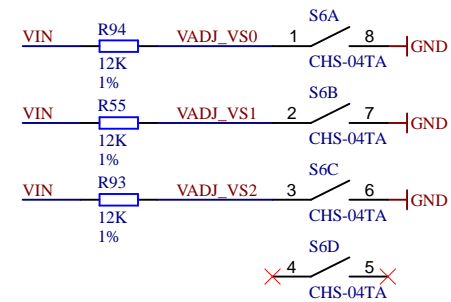 S6A
VIN R94 VADJ_VS0 1 8 GND
12K CHS-04TA
1%
S6B
VIN R55 VADJ_VS1 2 7 GND
12K CHS-04TA
1%
S6C
VIN R93 VADJ_VS2 3 6 GND
12K CHS-04TA
1%
S6D
4 5
CHS-04TA